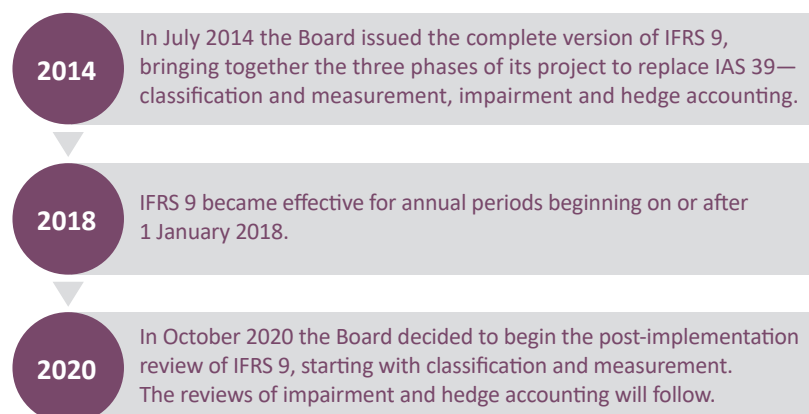 2014
In July 2014 the Board issued the complete version of IFRS 9,
bringing together the three phases of its project to replace IAS 39—
classification and measurement, impairment and hedge accounting.
2018
IFRS 9 became effective for annual periods beginning on or after
1 January 2018.
2020
In October 2020 the Board decided to begin the post-implementation
review of IFRS 9, starting with classification and measurement.
The reviews of impairment and hedge accounting will follow.